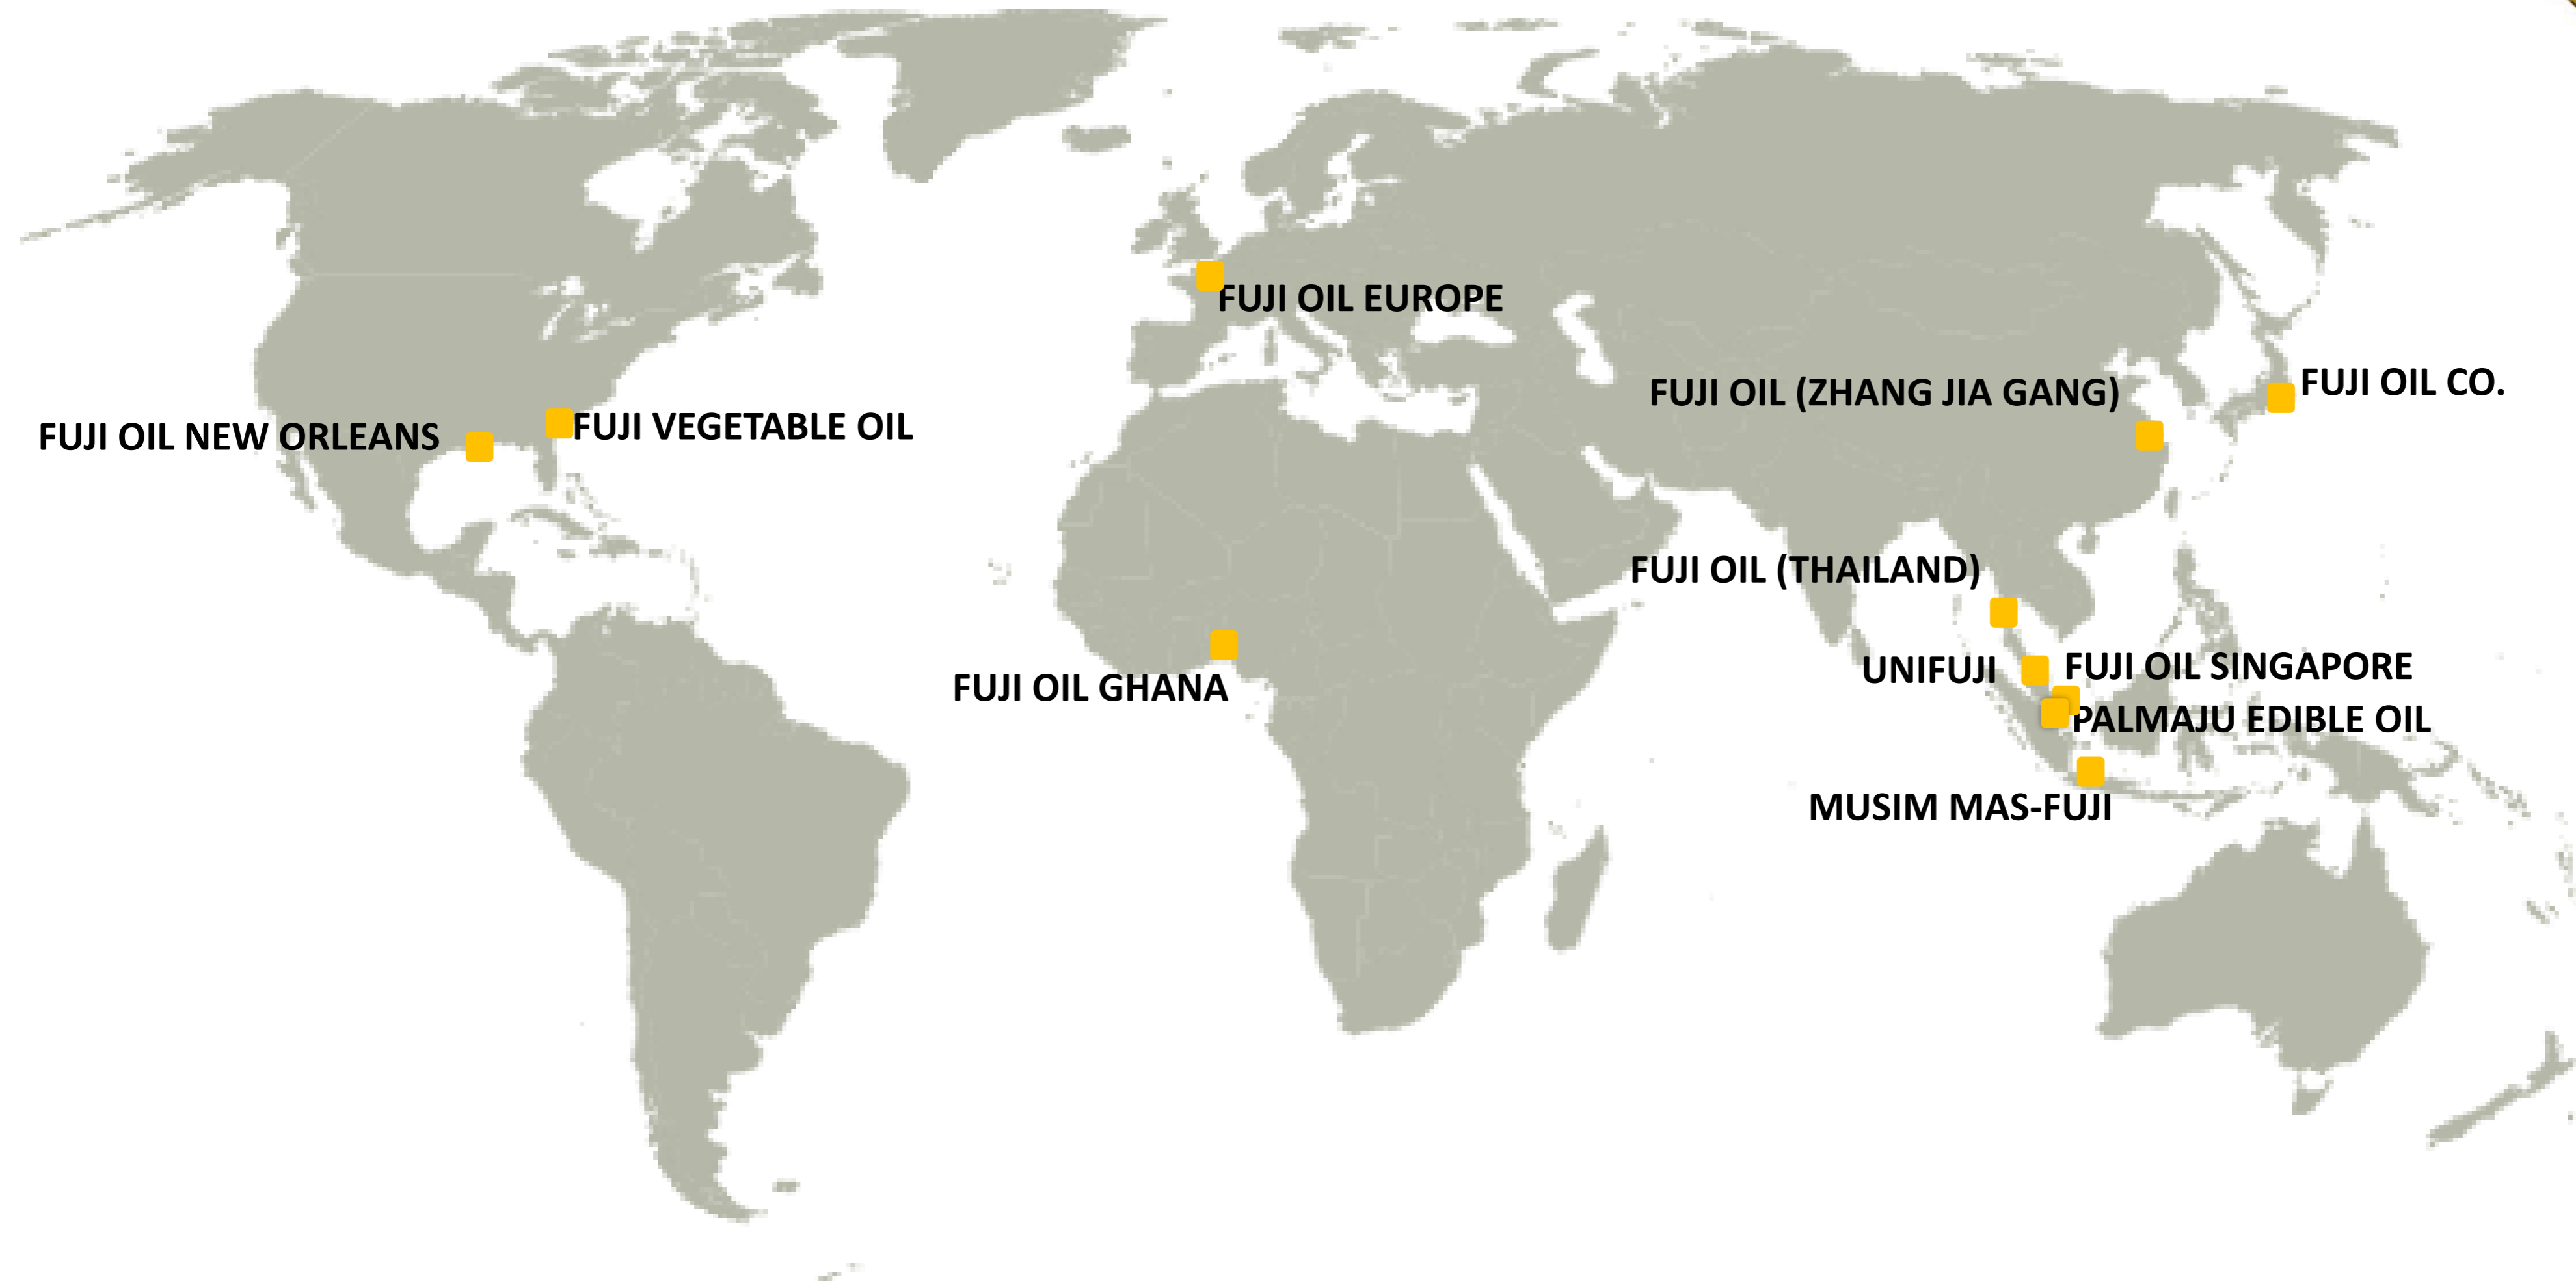 FUJI OIL EUROPE
FUJI OIL CO.
FUJI OIL (ZHANG JIA GANG)
FUJI VEGETABLE OIL
FUJI OIL NEW ORLEANS
FUJI OIL (THAILAND)
FUJI OIL SINGAPORE
UNIFUJI
FUJI OIL GHANA
PALMAJU EDIBLE OIL
MUSIM MAS-FUJI